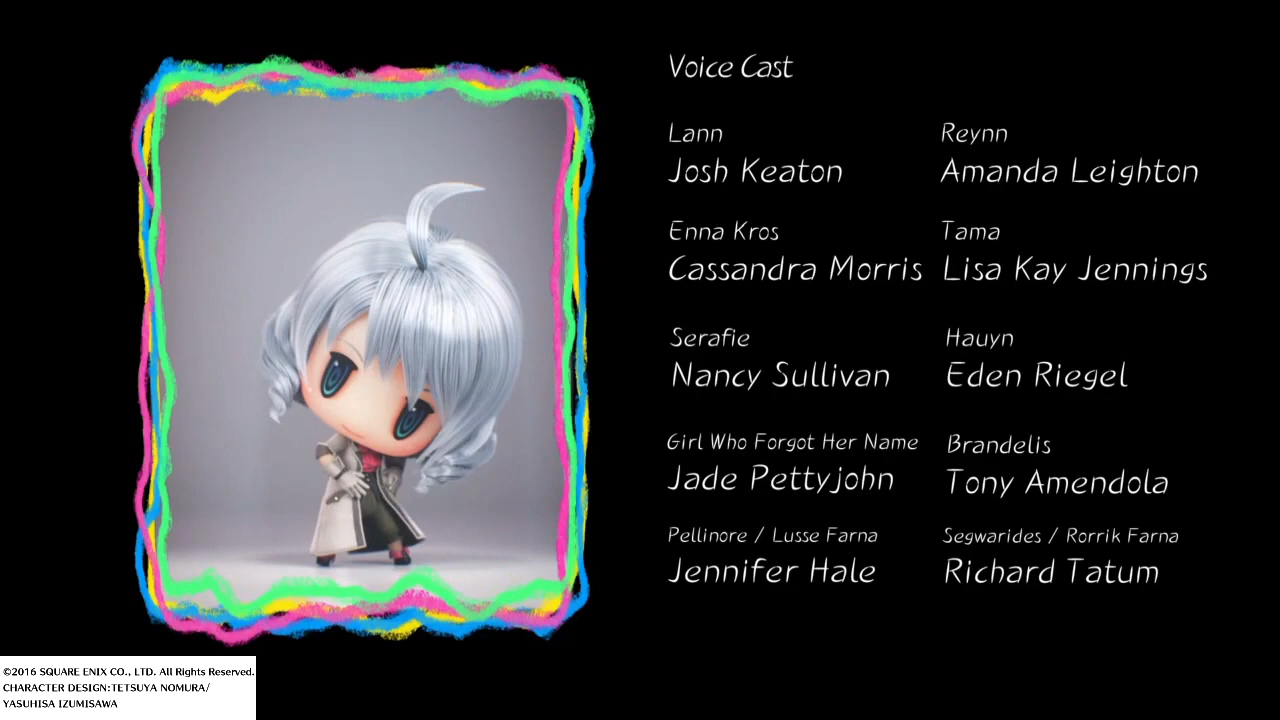 Voice Cast
Lann
Josh Keaton
Reynn
Amanda Leighton
Enna Kros
Cassandra Morris
Tama
Lisa Kay Jennings
Serafie
Nancy Sullivan
Hauyn
Eden Riegel
Girl Who Forgot Her Name
Jade Pettyjohn
Brandelis
Tony Amendola
Pellinore / Lusse Farna
Jennifer Hale
Segwarides / Rorrik Farna
Richard Tatum
©2016 SQUARE ENIX CO., LTD. All Rights Reserved.
CHARACTER DESIGN:TETSUYA NOMURA/
YASUHISA IZUMISAWA